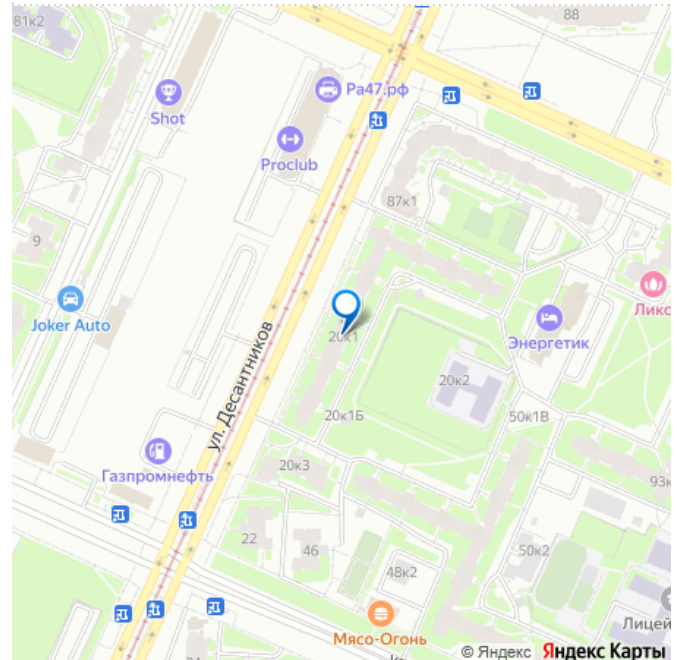 81к2
88
Shot
Ра47.рф
Proclub
87к1
9
Joker Auto
Ликс
Энергетик
20к1
ул. Десантников
20к2
20к1Б
50к1В
Газпромнефть
20к3
93к
22
46
50к2
48к2
Лицей
Мясо-Огонь
© Яндекс Яндекс Карты